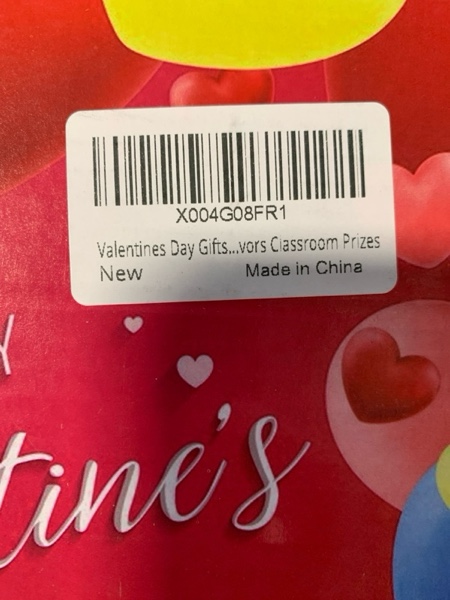 X004G08FR1
Valentines Day Gifts...vors Classroom Prizes
New Made in China
Y
tine's